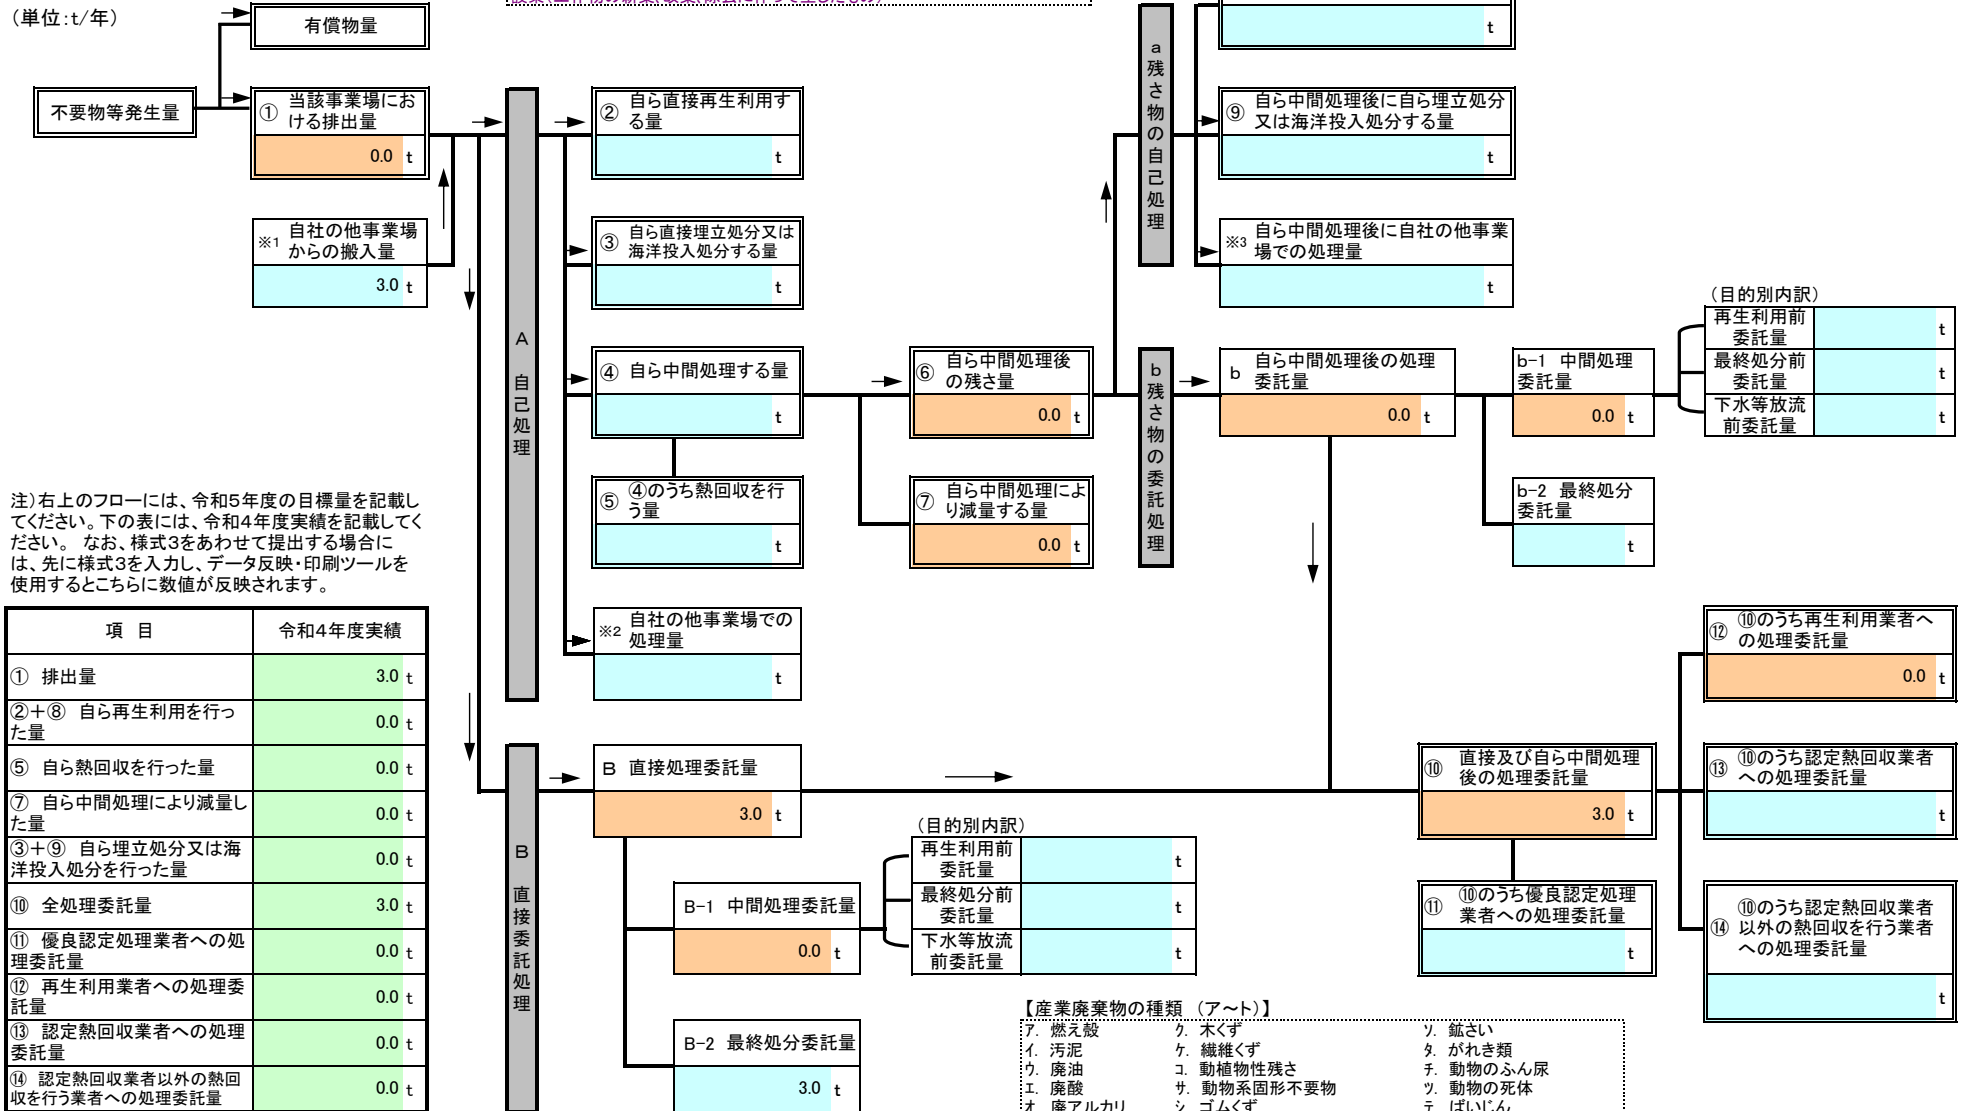 (単位:t/年)
有償物量
不要物等発生量
① 当該事業場にお
ける排出量
0.0 t
※1 自社の他事業場
からの搬入量
3.0 t
A 自己処理
② 自ら直接再生利用す
る量
t
③ 自ら直接埋立処分又は
海洋投入処分する量
t
④ 自ら中間処理する量
t
⑤ ④のうち熱回収を行
う量
t
※2 自社の他事業場での
処理量
t
⑥ 自ら中間処理後
の残さ量
0.0 t
⑦ 自ら中間処理によ
り減量する量
0.0 t
a 残さ物の自己処理
t
⑨ 自ら中間処理後に自ら埋立処分
又は海洋投入処分する量
t
※3 自ら中間処理後に自社の他事業
場での処理量
t
b 残さ物の委託処理
b 自ら中間処理後の処理
委託量
0.0 t
b-1 中間処理
委託量
0.0 t
(目的別内訳)
再生利用前
委託量
t
最終処分前
委託量
t
下水等放流
前委託量
t
b-2 最終処分
委託量
t
注)右上のフローには、令和5年度の目標量を記載し
てください。下の表には、令和4年度実績を記載してく
ださい。 なお、様式3をあわせて提出する場合に
は、先に様式3を入力し、データ反映・印刷ツールを
使用するとこちらに数値が反映されます。
項 目 令和4年度実績
① 排出量 3.0 t
②+⑧ 自ら再生利用を行っ
た量 0.0 t
⑤ 自ら熱回収を行った量 0.0 t
⑦ 自ら中間処理により減量し
た量 0.0 t
③+⑨ 自ら埋立処分又は海
洋投入処分を行った量 0.0 t
⑩ 全処理委託量 3.0 t
⑪ 優良認定処理業者への処
理委託量 0.0 t
⑫ 再生利用業者への処理委
託量 0.0 t
⑬ 認定熱回収業者への処理
委託量 0.0 t
⑭ 認定熱回収業者以外の熱回
収を行う業者への処理委託量 0.0 t
B 直接委託処理
B 直接処理委託量
3.0 t
B-1 中間処理委託量
0.0 t
B-2 最終処分委託量
3.0 t
(目的別内訳)
再生利用前
委託量
t
最終処分前
委託量
t
下水等放流
前委託量
t
⑩ 直接及び自ら中間処理
後の処理委託量
3.0 t
⑪ ⑩のうち優良認定処理
業者への処理委託量
t
⑫ ⑩のうち再生利用業者へ
の処理委託量
0.0 t
⑬ ⑩のうち認定熱回収業者
への処理委託量
t
⑭ ⑩のうち認定熱回収業者
以外の熱回収を行う業者
への処理委託量
t
【産業廃棄物の種類 (ア~ト)】
ア. 燃え殻 ク. 木くず ソ. 鉱さい
イ. 汚泥 ケ. 繊維くず タ. がれき類
ウ. 廃油 コ. 動植物性残さ チ. 動物のふん尿
エ. 廃酸 サ. 動物系固形不要物 ツ. 動物の死体
オ. 廃アルカリ シ. ゴムくず テ. ばいじん